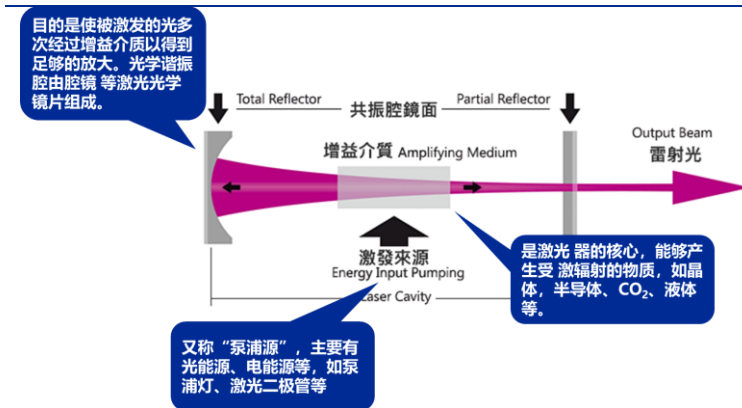 目的是使被激发的光多
次经过增益介质以得到
足够的放大。光学谐振
腔由腔镜 等激光光学
镜片组成。
Total Reflector
共振腔鏡面
Partial Reflector
Output Beam
雷射光
增益介質 Amplifying Medium
激發來源
Energy Input Pumping
Laser Cavity
是激光 器的核心，能够产
生受 激辐射的物质，如晶
体，半导体、CO₂、液体
等。
又称“泵浦源”，主要有
光能源、电能源等，如泵
浦灯、激光二极管等